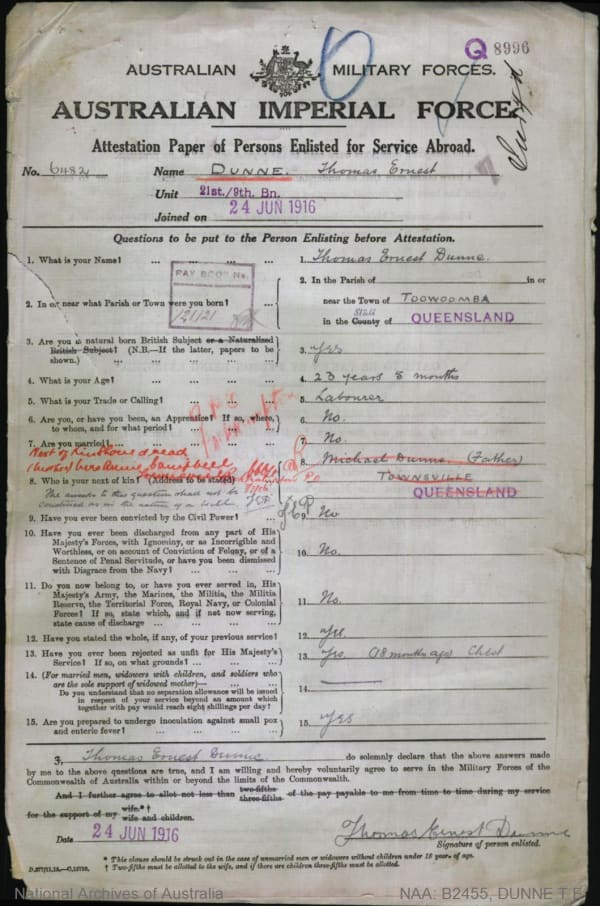 Q 8996
AUSTRALIAN MILITARY FORCES.
AUSTRALIAN IMPERIAL FORCE.
Attestation Paper of Persons Enlisted for Service Abroad.
No. 6482 Name DUNNE. Thomas Ernest
Unit 21st./9th. Bn.
Joined on 24 JUN 1916
Questions to be put to the Person Enlisting before Attestation.
1. What is your Name? ... ... ... 1. Thomas Ernest Dunne.
PAY BOOK No.
121121
2. In or near what Parish or Town were you born? ... 2. In the Parish of in or
near the Town of TOOWOOMBA
in the County of State QUEENSLAND
3. Are you a natural born British Subject or a Naturalized
British Subject? (N.B.—If the latter, papers to be
shown.) ... ... ... 3. Yes
4. What is your Age? ... ... ... 4. 23 years 8 months
5. What is your Trade or Calling? ... ... 5. Labourer
6. Are you, or have you been, an Apprentice? If so, where,
to whom, and for what period? ... ... 6. No.
7. Are you married? ... ... 7. No.
Next of kin
8. Who is your next of kin? (Address to be stated) 8. Michael Dunne. (Father)
TOWNSVILLE
QUEENSLAND
The answer to this question shall not be
construed as in the nature of a will.
9. Have you ever been convicted by the Civil Power? ... 9. No
10. Have you ever been discharged from any part of His
Majesty's Forces, with Ignominy, or as Incorrigible and
Worthless, or on account of Conviction of Felony, or of a
Sentence of Penal Servitude, or have you been dismissed
with Disgrace from the Navy? ... ... 10. No.
11. Do you now belong to, or have you ever served in, His
Majesty's Army, the Marines, the Militia, the Militia
Reserve, the Territorial Force, Royal Navy, or Colonial
Forces? If so, state which, and if not now serving,
state cause of discharge ... ... 11. No.
12. Have you stated the whole, if any, of your previous service? 12. Yes.
13. Have you ever been rejected as unfit for His Majesty's
Service? If so, on what grounds? ... ... 13. Yes. (18 months ago) Chest
14. (For married men, widowers with children, and soldiers who
are the sole support of widowed mother)—
Do you understand that no separation allowance will be issued
in respect of your service beyond an amount which
together with pay would reach eight shillings per day? 14.
15. Are you prepared to undergo inoculation against small pox
and enteric fever? ... ... 15. Yes
I, Thomas Ernest Dunne. do solemnly declare that the above answers made
by me to the above questions are true, and I am willing and hereby voluntarily agree to serve in the Military Forces of the
Commonwealth of Australia within or beyond the limits of the Commonwealth.
And I further agree to allot not less than two-fifths three-fifths of the pay payable to me from time to time during my service
for the support of my wife.*† wife and children.
Date 24 JUN 1916 Thomas Ernest Dunne
Signature of person enlisted.
* This clause should be struck out in the case of unmarried men or widowers without children under 18 years of age.
† Two-fifths must be allotted to the wife, and if there are children three-fifths must be allotted.
National Archives of Australia NAA: B2455, DUNNE T E